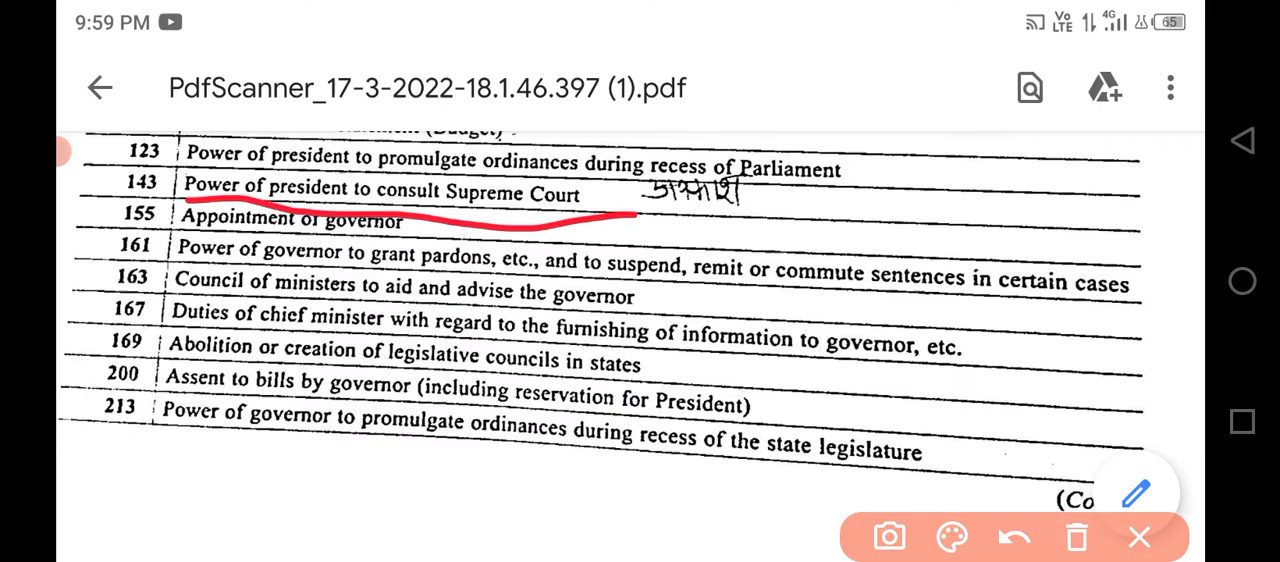 9:59 PM
Vo LTE 4G 65
PdfScanner_17-3-2022-18.1.46.397 (1).pdf
(Budget)
123 Power of president to promulgate ordinances during recess of Parliament
143 Power of president to consult Supreme Court
155 Appointment of governor
161 Power of governor to grant pardons, etc., and to suspend, remit or commute sentences in certain cases
163 Council of ministers to aid and advise the governor
167 Duties of chief minister with regard to the furnishing of information to governor, etc.
169 Abolition or creation of legislative councils in states
200 Assent to bills by governor (including reservation for President)
213 Power of governor to promulgate ordinances during recess of the state legislature
(Co